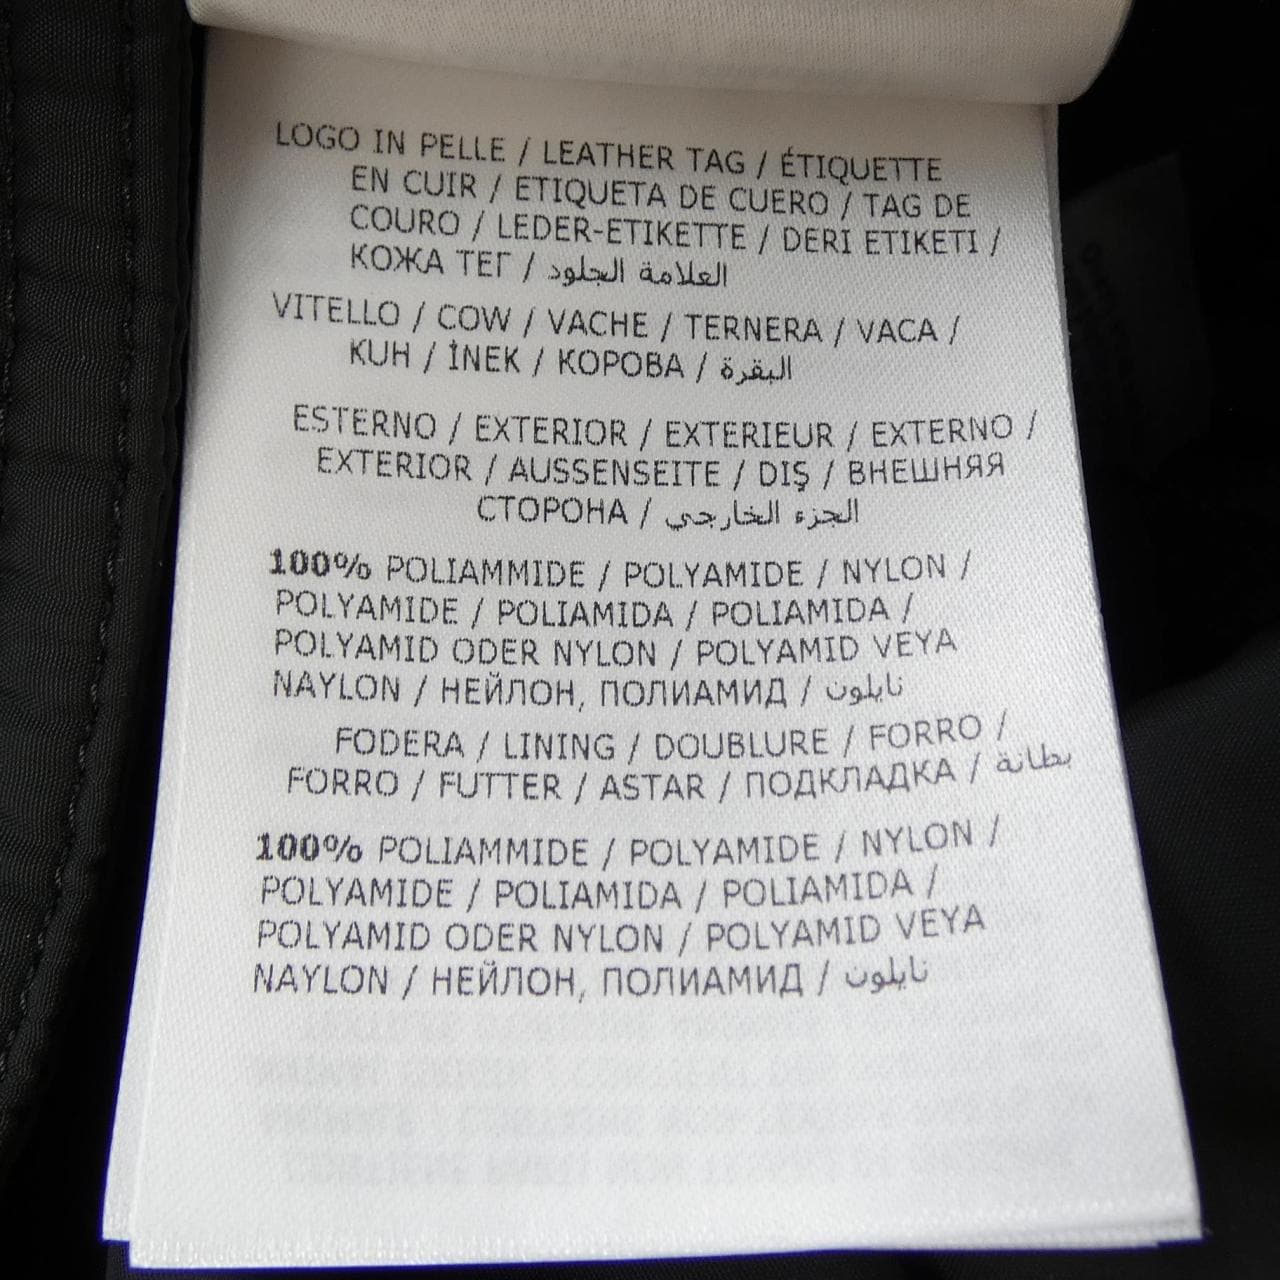 LOGO IN PELLE / LEATHER TAG / ÉTIQUETTE
EN CUIR / ETIQUETA DE CUERO / TAG DE
COURO / LEDER-ETIKETTE / DERI ETIKETI /
КОЖА ТЕГ / العلامة الجلود
VITELLO / COW / VACHE / TERNERA / VACA /
KUH / İNEK / КОРОВА / البقرة
ESTERNO / EXTERIOR / EXTERIEUR / EXTERNO /
EXTERIOR / AUSSENSEITE / DIŞ / ВНЕШНЯЯ
СТОРОНА / الجزء الخارجي
100% POLIAMMIDE / POLYAMIDE / NYLON /
POLYAMIDE / POLIAMIDA / POLIAMIDA /
POLYAMID ODER NYLON / POLYAMID VEYA
NAYLON / НЕЙЛОН, ПОЛИАМИД / نايلون
FODERA / LINING / DOUBLURE / FORRO /
FORRO / FUTTER / ASTAR / ПОДКЛАДКА / بطانة
100% POLIAMMIDE / POLYAMIDE / NYLON /
POLYAMIDE / POLIAMIDA / POLIAMIDA /
POLYAMID ODER NYLON / POLYAMID VEYA
NAYLON / НЕЙЛОН, ПОЛИАМИД / نايلون